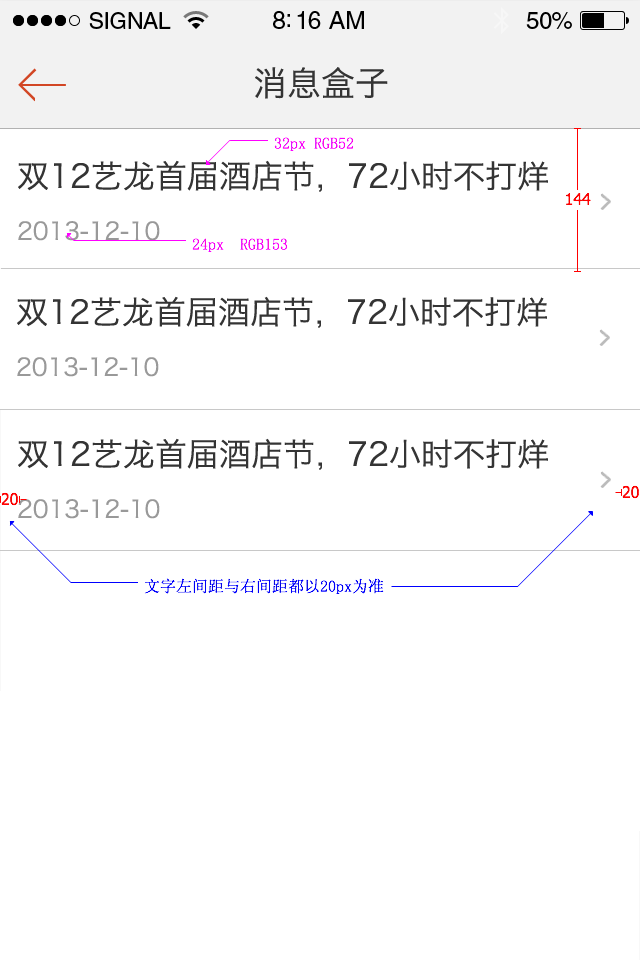 SIGNAL 8:16 AM 50%
消息盒子
32px RGB52
双12艺龙首届酒店节，72小时不打烊
144
2013-12-10
24px RGB153
双12艺龙首届酒店节，72小时不打烊
2013-12-10
双12艺龙首届酒店节，72小时不打烊
20
20
2013-12-10
文字左间距与右间距都以20px为准